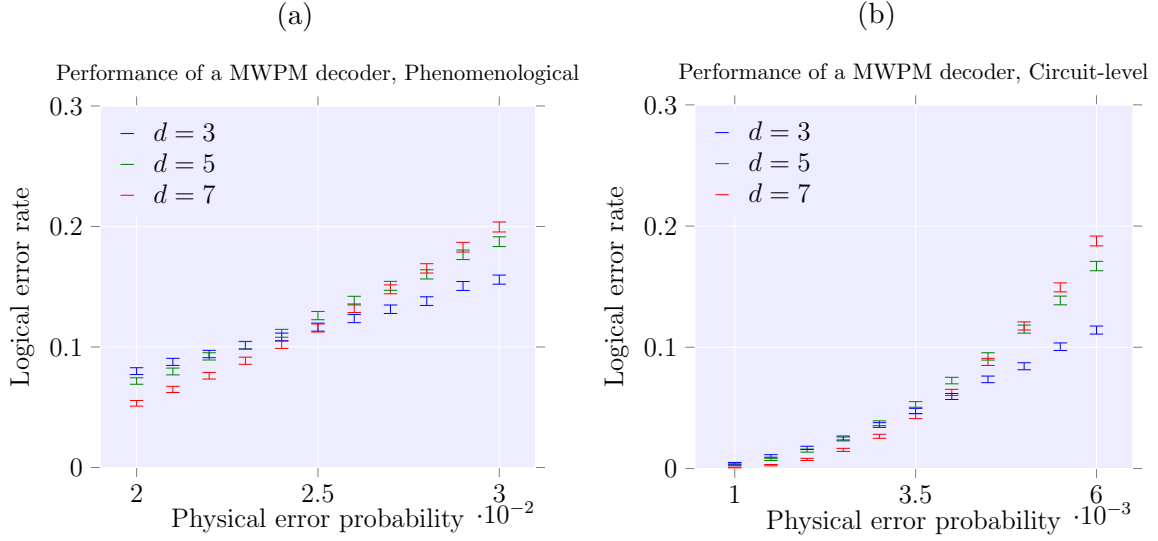 (a)
Performance of a MWPM decoder, Phenomenological
0.3
0.2
0.1
0
d = 3
d = 5
d = 7
Logical error rate
2
2.5
3
Physical error probability
·10⁻²
(b)
Performance of a MWPM decoder, Circuit-level
0.3
0.2
0.1
0
d = 3
d = 5
d = 7
Logical error rate
1
3.5
6
Physical error probability
·10⁻³